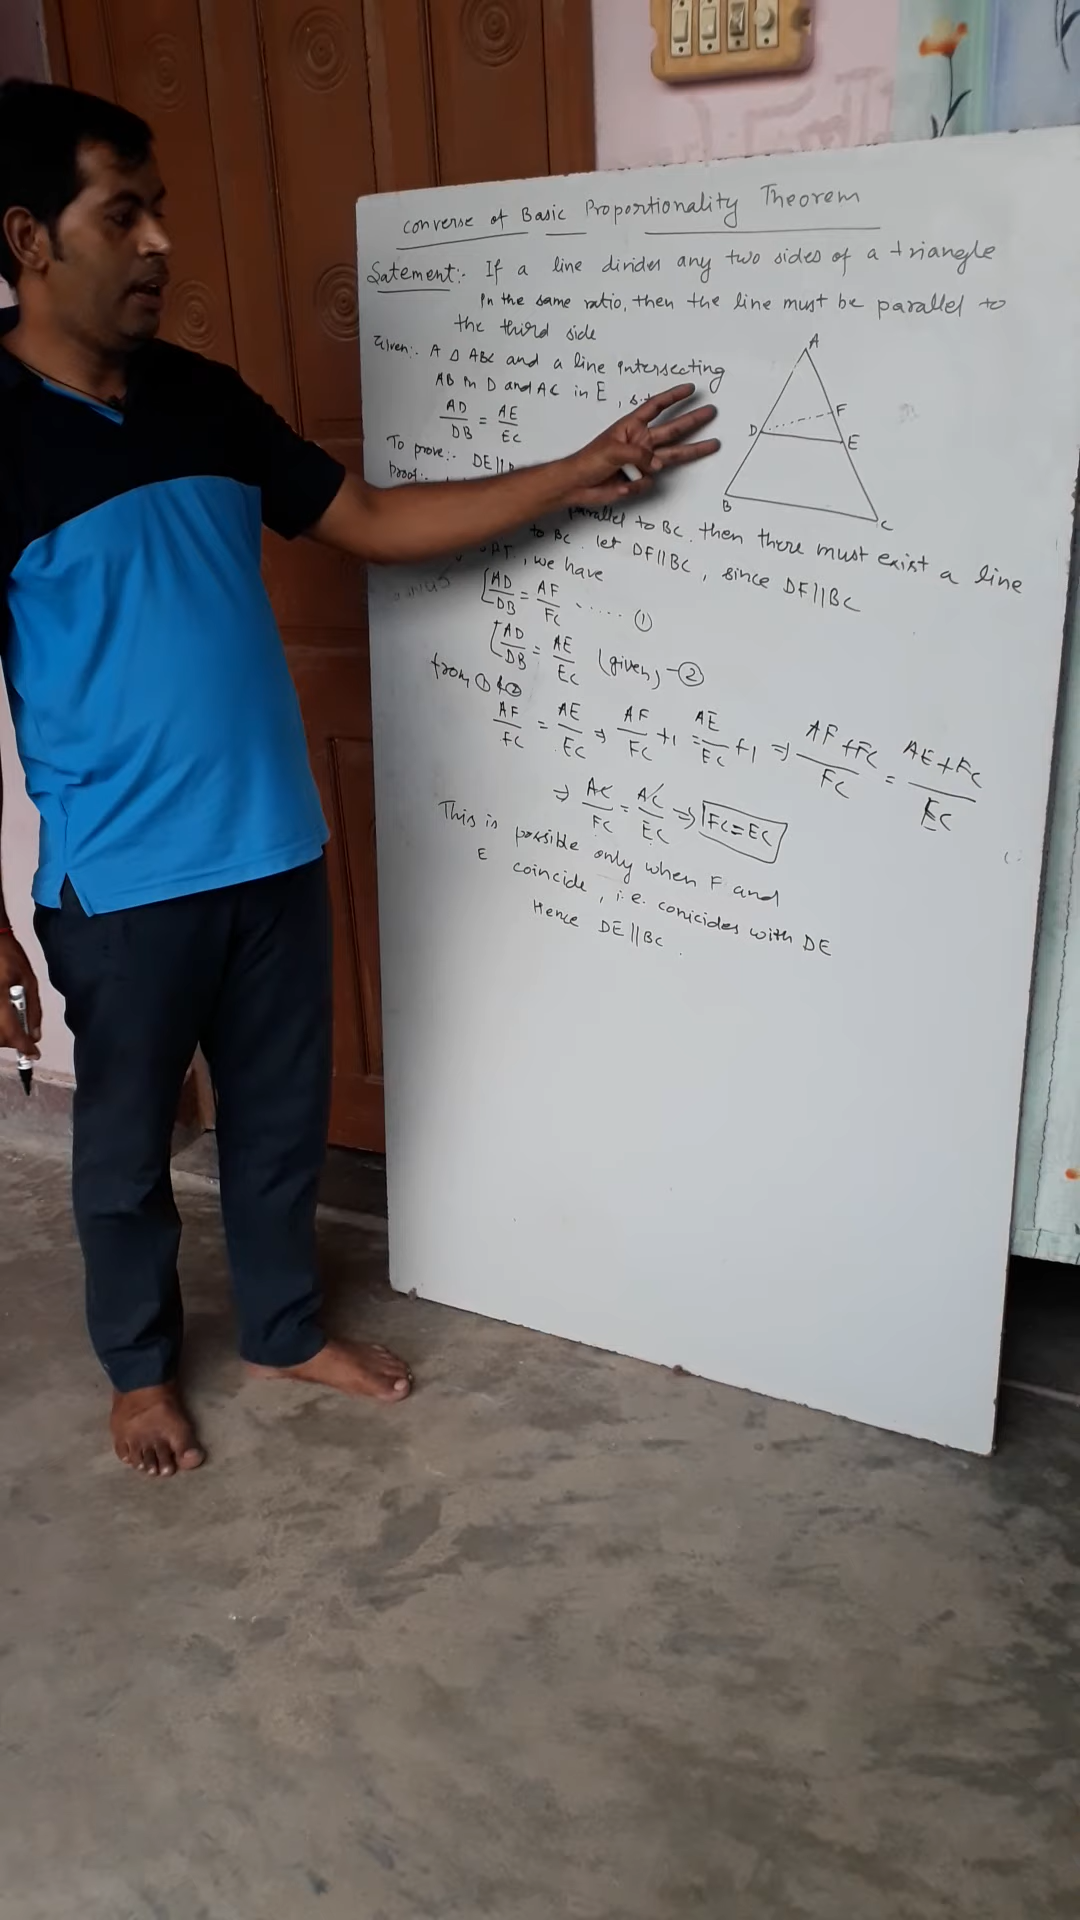 Converse of Basic Proportionality Theorem
Satement:- If a line divides any two sides of a triangle
in the same ratio, then the line must be parallel to
the third side
Given:- A Δ ABC and a line intersecting
AB in D and AC in E, s.t
AD/DB = AE/EC
To prove:- DE||B
Proof:-
parallel to BC. then there must exist a line
to BC. let DF||BC, since DF||BC
, we have
AD/DB = AF/FC ...... ①
AD/DB = AE/EC (given) - ②
from ① & ②
AF/FC = AE/EC ⇒ AF/FC +1 = AE/EC +1 ⇒ AF+FC/FC = AE+FC/EC
⇒ AC/FC = AC/EC ⇒ FC=EC
This is possible only when F and
E coincide, i.e. conicides with DE
Hence DE||BC.
A
F
D
E
B
C